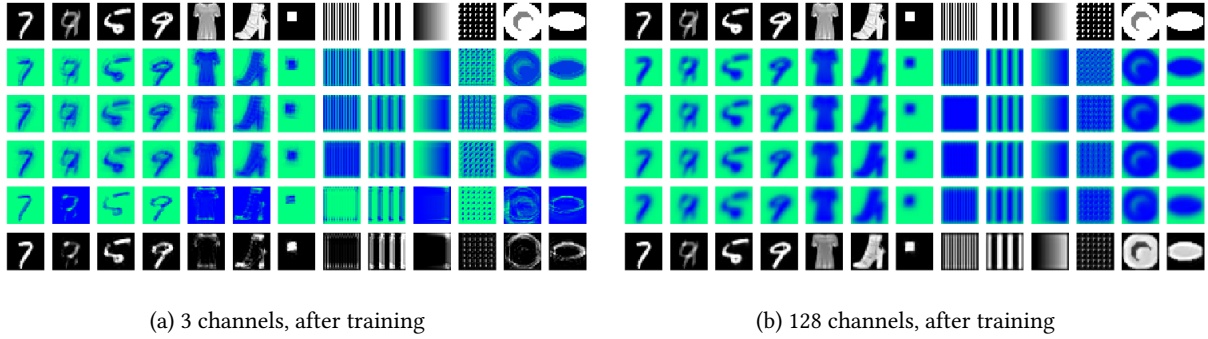 (a) 3 channels, after training
(b) 128 channels, after training